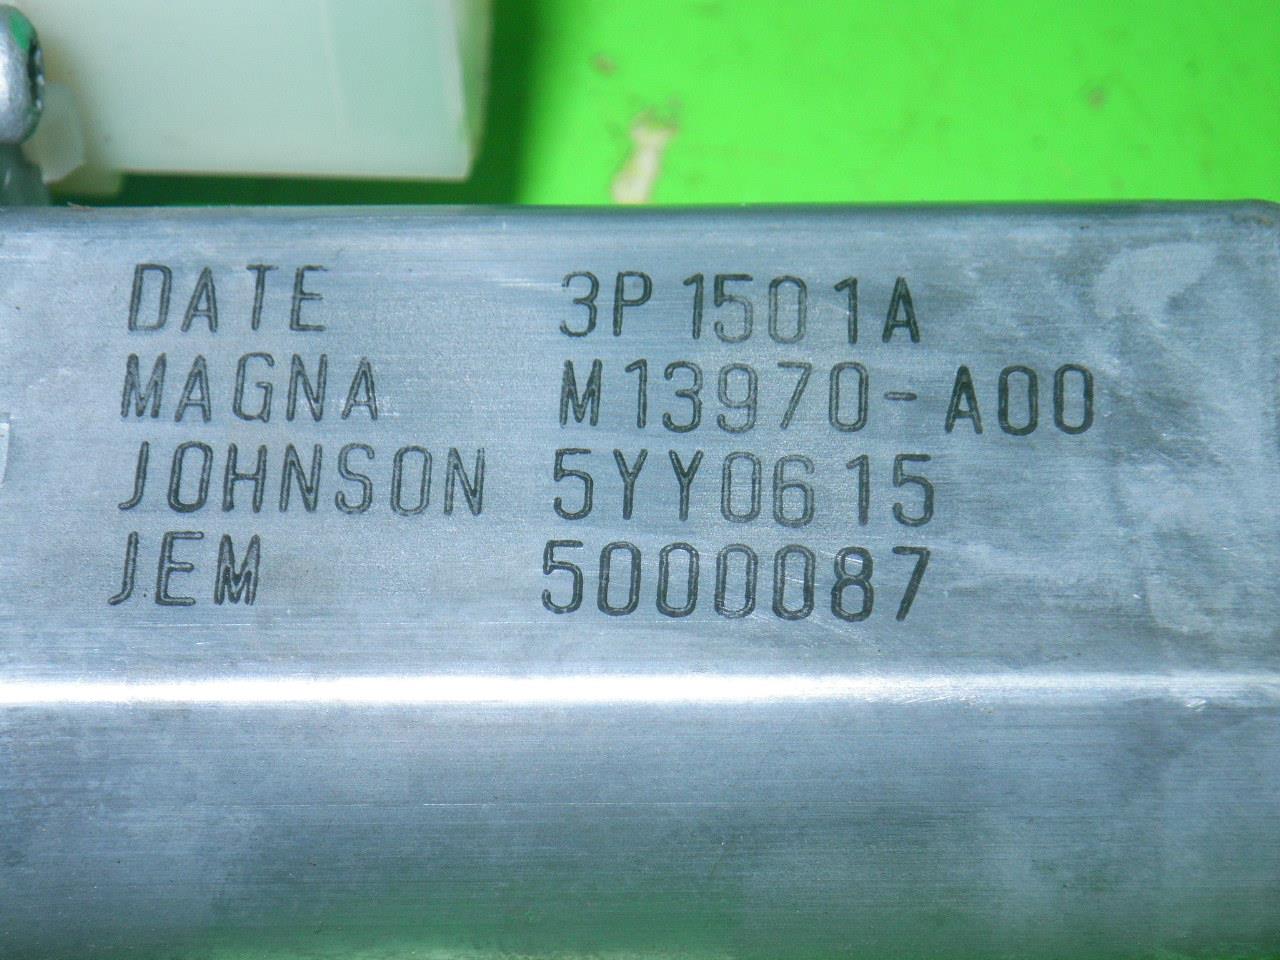 DATE 3P1501A
MAGNA M13970-A00
JOHNSON 5YY0615
JEM 5000087